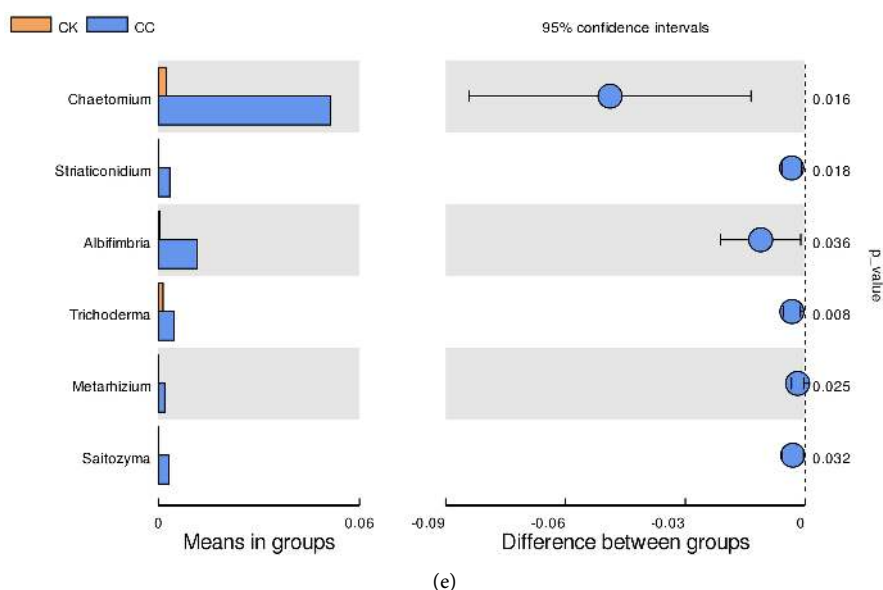 CK CC 95% confidence intervals
Chaetomium 0.016
Striaticonidium 0.018
Albifimbria 0.036
Trichoderma 0.008
Metarhizium 0.025
Saitozyma 0.032
p_value
0 0.06 -0.09 -0.06 -0.03 0
Means in groups Difference between groups
(e)